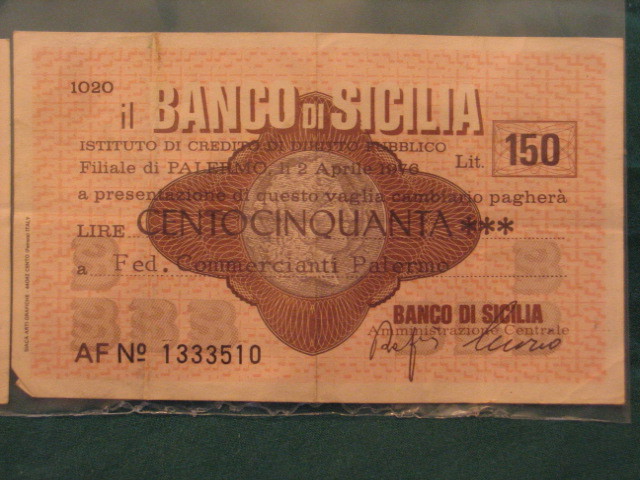 1020
il BANCO DI SICILIA
ISTITUTO DI CREDITO DI DIRITTO PUBBLICO
Filiale di PALERMO, il 2 Aprile 1976
Lit. 150
a presentazione di questo vaglia cambiario pagherà
LIRE CENTOCINQUANTA ***
a Fed. Commercianti Palermo
BANCO DI SICILIA
Amministrazione Centrale
AF Nº 1333510